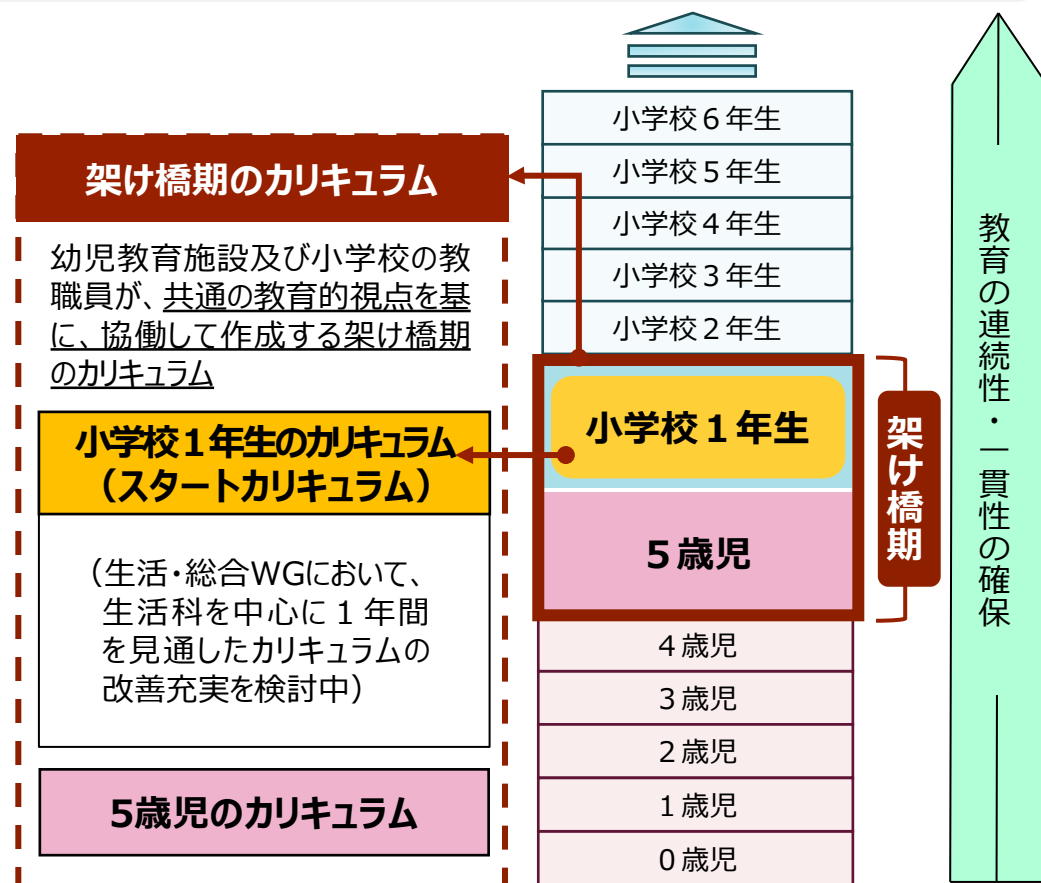 架け橋期のカリキュラム
幼児教育施設及び小学校の教
職員が、共通の教育的視点を基
に、協働して作成する架け橋期
のカリキュラム
小学校１年生のカリキュラム
（スタートカリキュラム）
（生活・総合WGにおいて、
生活科を中心に１年間
を見通したカリキュラムの
改善充実を検討中）
5歳児のカリキュラム
小学校６年生
小学校５年生
小学校４年生
小学校３年生
小学校２年生
小学校１年生
５歳児
４歳児
３歳児
２歳児
１歳児
０歳児
架け橋期
教育の連続性・一貫性の確保